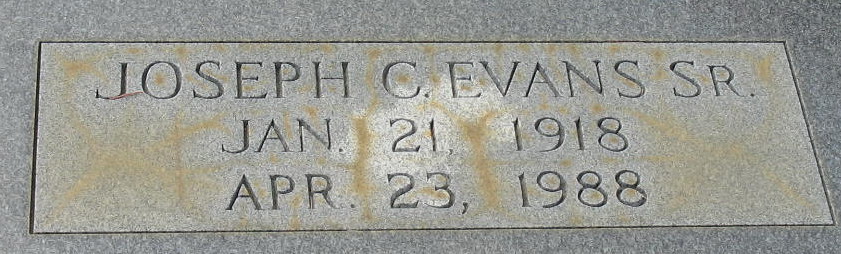 JOSEPH C. EVANS SR.
JAN. 21, 1918
APR. 23, 1988